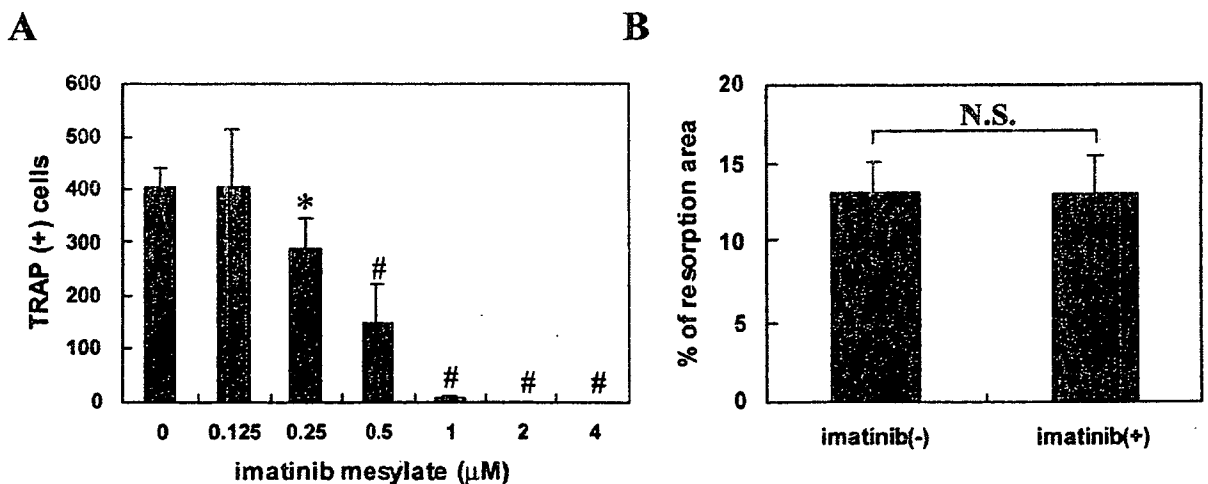 A
600
500
400
300
200
100
0
TRAP (+) cells
*
#
#
#
#
0 0.125 0.25 0.5 1 2 4
imatinib mesylate (μM)
B
20
15
10
5
0
% of resorption area
N.S.
imatinib(-) imatinib(+)